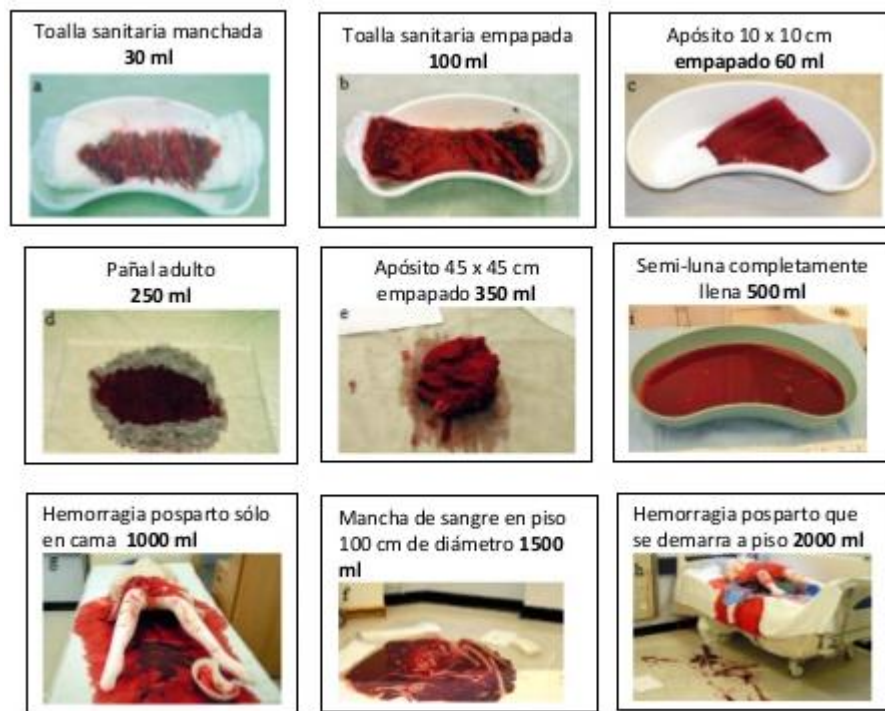 Toalla sanitaria manchada
30 ml
a
Toalla sanitaria empapada
100 ml
b
Apósito 10 x 10 cm
empapado 60 ml
c
Pañal adulto
250 ml
d
Apósito 45 x 45 cm
empapado 350 ml
e
Semi-luna completamente
llena 500 ml
i
Hemorragia posparto sólo
en cama 1000 ml
g
Mancha de sangre en piso
100 cm de diámetro 1500
ml
f
Hemorragia posparto que
se demarra a piso 2000 ml
h